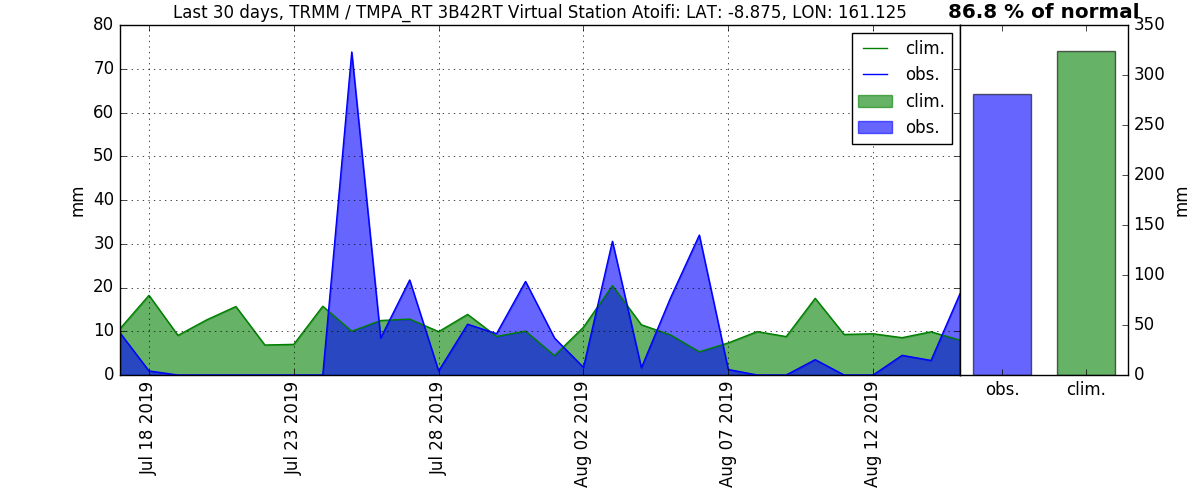 Last 30 days, TRMM / TMPA_RT 3B42RT Virtual Station Atoifi: LAT: -8.875, LON: 161.125
86.8 % of normal
80
70
60
50
40
30
20
10
0
mm
clim.
obs.
clim.
obs.
350
300
250
200
150
100
50
0
mm
Jul 18 2019
Jul 23 2019
Jul 28 2019
Aug 02 2019
Aug 07 2019
Aug 12 2019
obs.
clim.